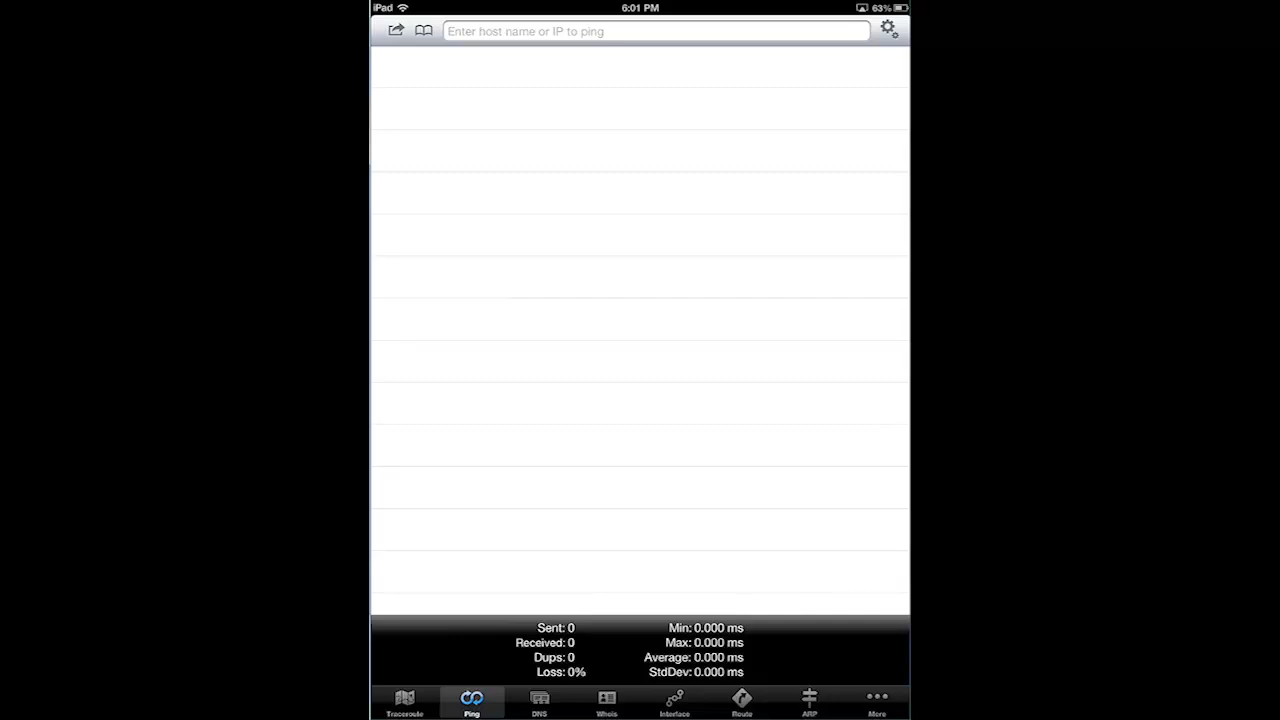 iPad 6:01 PM 63%
Enter host name or IP to ping
Sent: 0 Min: 0.000 ms
Received: 0 Max: 0.000 ms
Dups: 0 Average: 0.000 ms
Loss: 0% StdDev: 0.000 ms
Traceroute Ping DNS Whois Interface Route ARP More